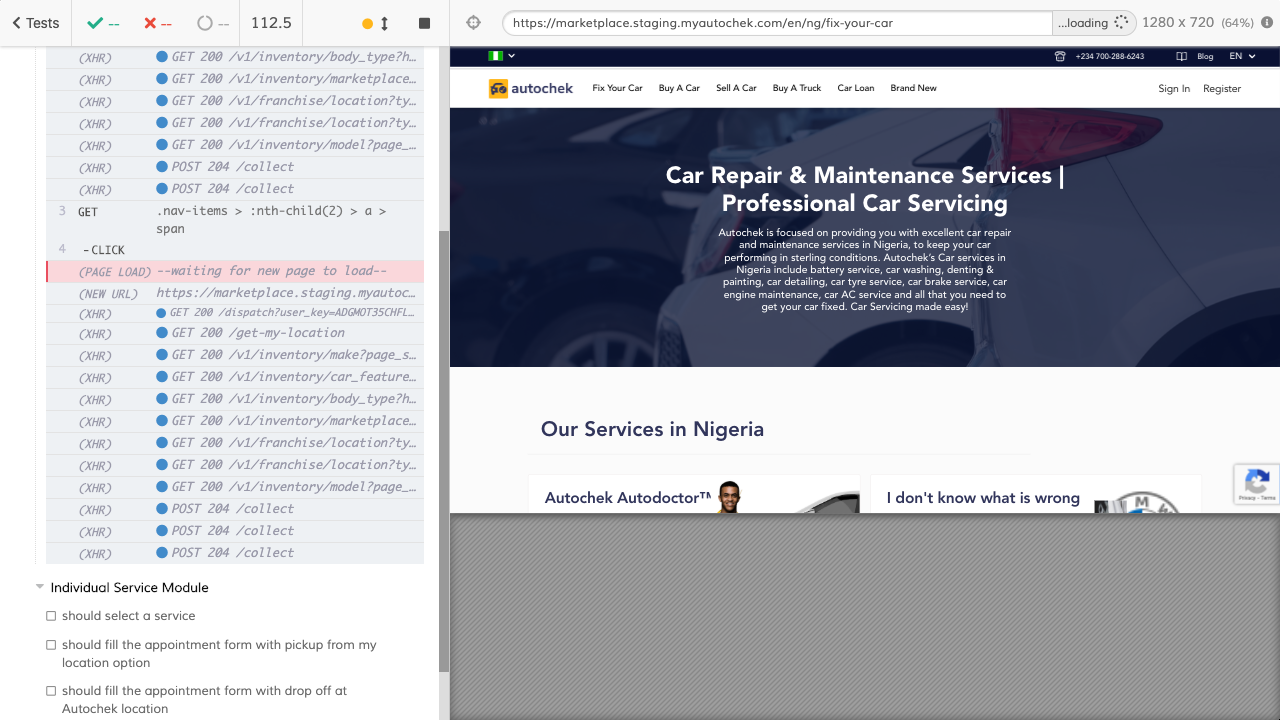 Tests
--
--
--
112.5
https://marketplace.staging.myautochek.com/en/ng/fix-your-car
...loading
1280 x 720 (64%)
(XHR) GET 200 /v1/inventory/body_type?h…
(XHR) GET 200 /v1/inventory/marketplace…
(XHR) GET 200 /v1/franchise/location?ty…
(XHR) GET 200 /v1/franchise/location?ty…
(XHR) GET 200 /v1/inventory/model?page_…
(XHR) POST 204 /collect
(XHR) POST 204 /collect
3 GET .nav-items > :nth-child(2) > a >
span
4 -CLICK
(PAGE LOAD) --waiting for new page to load--
(NEW URL) https://marketplace.staging.myautoc…
(XHR) GET 200 /discover?user_key=ADGMOT35CHFL…
(XHR) GET 200 /get-my-location
(XHR) GET 200 /v1/inventory/make?page_s…
(XHR) GET 200 /v1/inventory/car_feature…
(XHR) GET 200 /v1/inventory/body_type?h…
(XHR) GET 200 /v1/inventory/marketplace…
(XHR) GET 200 /v1/franchise/location?ty…
(XHR) GET 200 /v1/franchise/location?ty…
(XHR) GET 200 /v1/inventory/model?page_…
(XHR) POST 204 /collect
(XHR) POST 204 /collect
(XHR) POST 204 /collect
Individual Service Module
should select a service
should fill the appointment form with pickup from my
location option
should fill the appointment form with drop off at
Autochek location
+234 700-288-6243
Blog
EN
autochek
Fix Your Car
Buy A Car
Sell A Car
Buy A Truck
Car Loan
Brand New
Sign In
Register
Car Repair & Maintenance Services |
Professional Car Servicing
Autochek is focused on providing you with excellent car repair
and maintenance services in Nigeria, to keep your car
performing in sterling conditions. Autochek's Car services in
Nigeria include battery service, car washing, denting &
painting, car detailing, car tyre service, car brake service, car
engine maintenance, car AC service and all that you need to
get your car fixed. Car Servicing made easy!
Our Services in Nigeria
Autochek Autodoctor™
I don't know what is wrong
M
Privacy - Terms